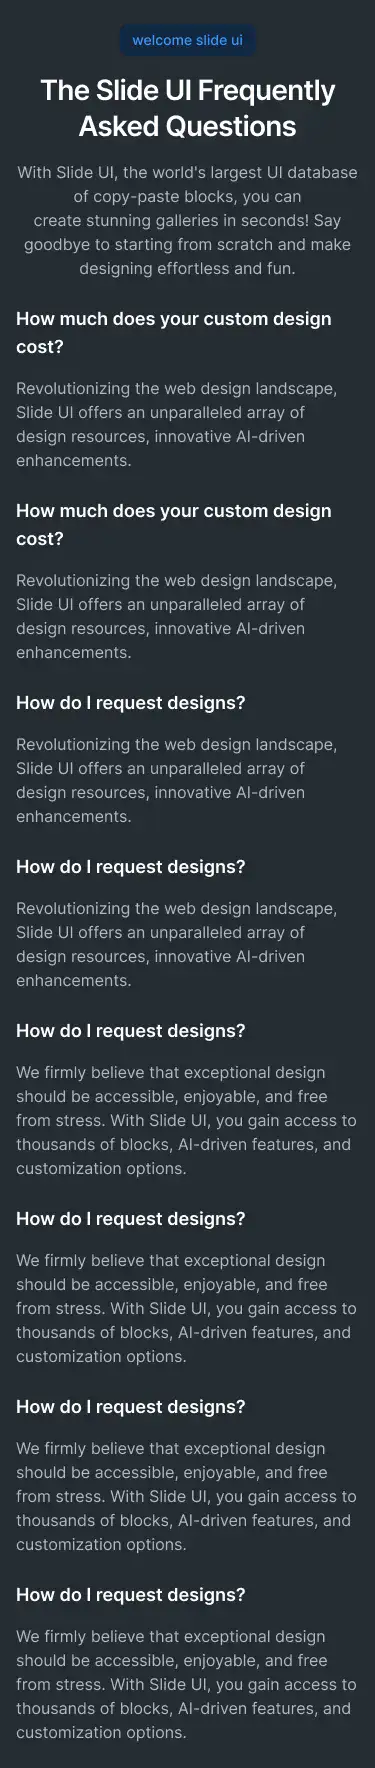 welcome slide ui
The Slide UI Frequently
Asked Questions
With Slide UI, the world's largest UI database
of copy-paste blocks, you can
create stunning galleries in seconds! Say
goodbye to starting from scratch and make
designing effortless and fun.
How much does your custom design
cost?
Revolutionizing the web design landscape,
Slide UI offers an unparalleled array of
design resources, innovative AI-driven
enhancements.
How much does your custom design
cost?
Revolutionizing the web design landscape,
Slide UI offers an unparalleled array of
design resources, innovative AI-driven
enhancements.
How do I request designs?
Revolutionizing the web design landscape,
Slide UI offers an unparalleled array of
design resources, innovative AI-driven
enhancements.
How do I request designs?
Revolutionizing the web design landscape,
Slide UI offers an unparalleled array of
design resources, innovative AI-driven
enhancements.
How do I request designs?
We firmly believe that exceptional design
should be accessible, enjoyable, and free
from stress. With Slide UI, you gain access to
thousands of blocks, AI-driven features, and
customization options.
How do I request designs?
We firmly believe that exceptional design
should be accessible, enjoyable, and free
from stress. With Slide UI, you gain access to
thousands of blocks, AI-driven features, and
customization options.
How do I request designs?
We firmly believe that exceptional design
should be accessible, enjoyable, and free
from stress. With Slide UI, you gain access to
thousands of blocks, AI-driven features, and
customization options.
How do I request designs?
We firmly believe that exceptional design
should be accessible, enjoyable, and free
from stress. With Slide UI, you gain access to
thousands of blocks, AI-driven features, and
customization options.